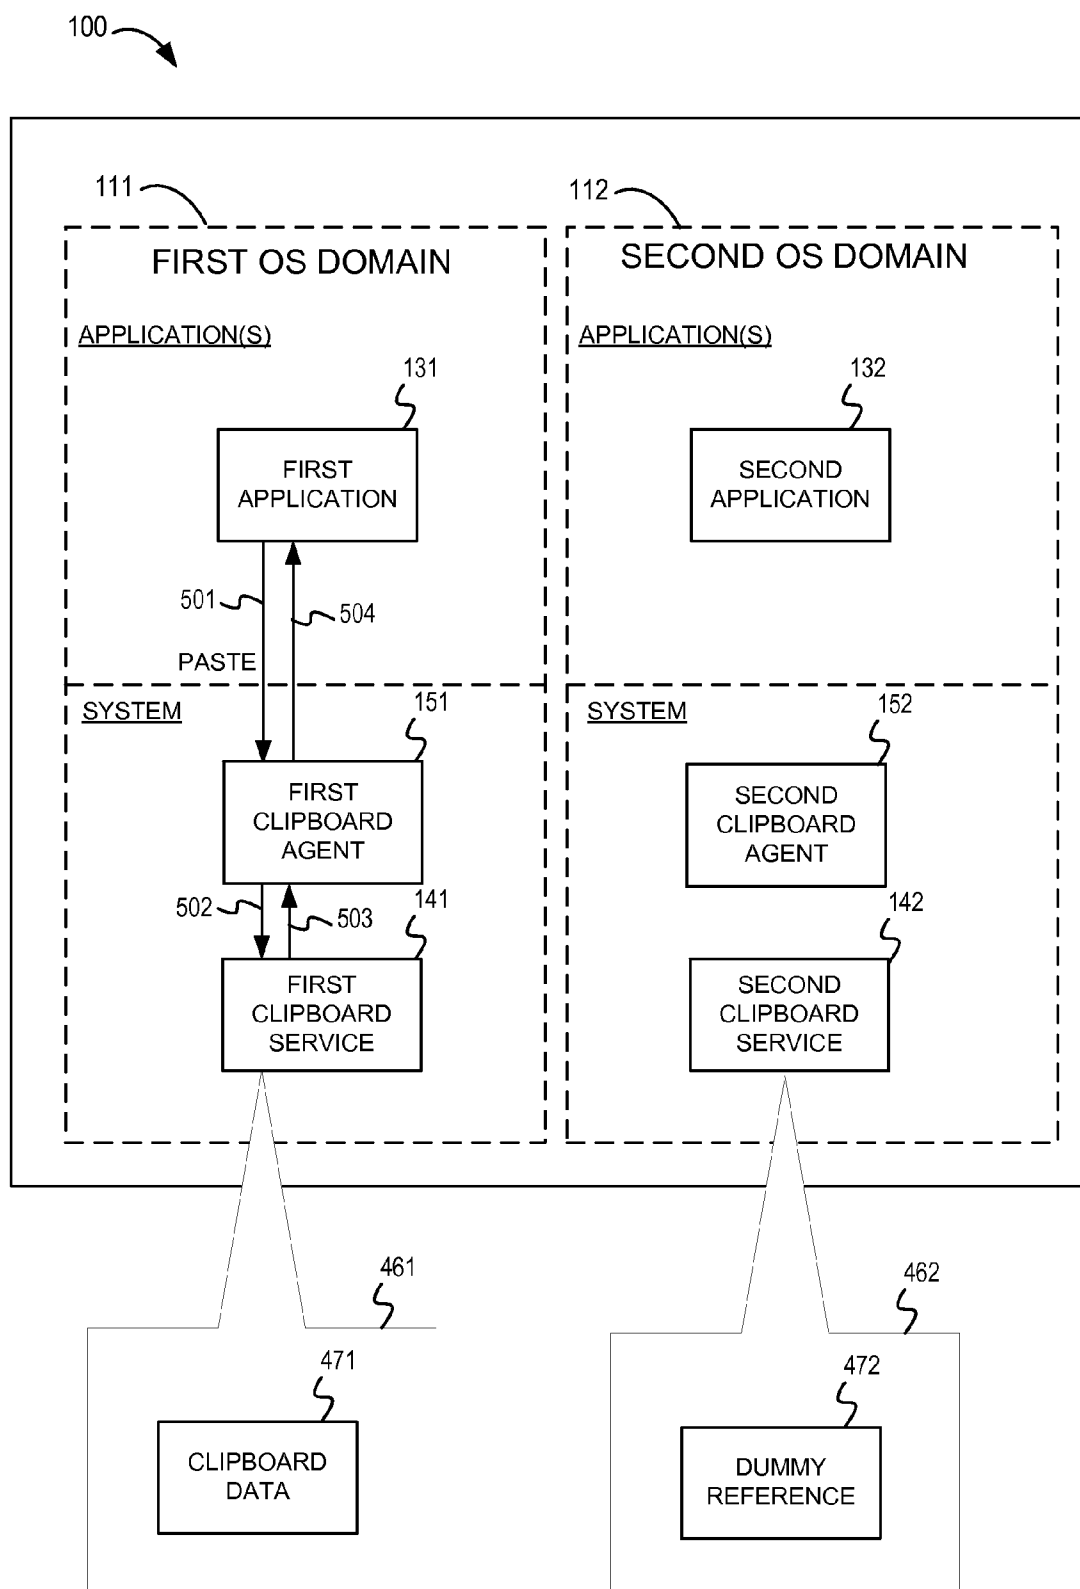 100
111
112
FIRST OS DOMAIN
SECOND OS DOMAIN
APPLICATION(S)
APPLICATION(S)
131
132
FIRST
APPLICATION
SECOND
APPLICATION
501
504
PASTE
SYSTEM
151
SYSTEM
152
FIRST
CLIPBOARD
AGENT
SECOND
CLIPBOARD
AGENT
502
503
141
142
FIRST
CLIPBOARD
SERVICE
SECOND
CLIPBOARD
SERVICE
461
462
471
472
CLIPBOARD
DATA
DUMMY
REFERENCE